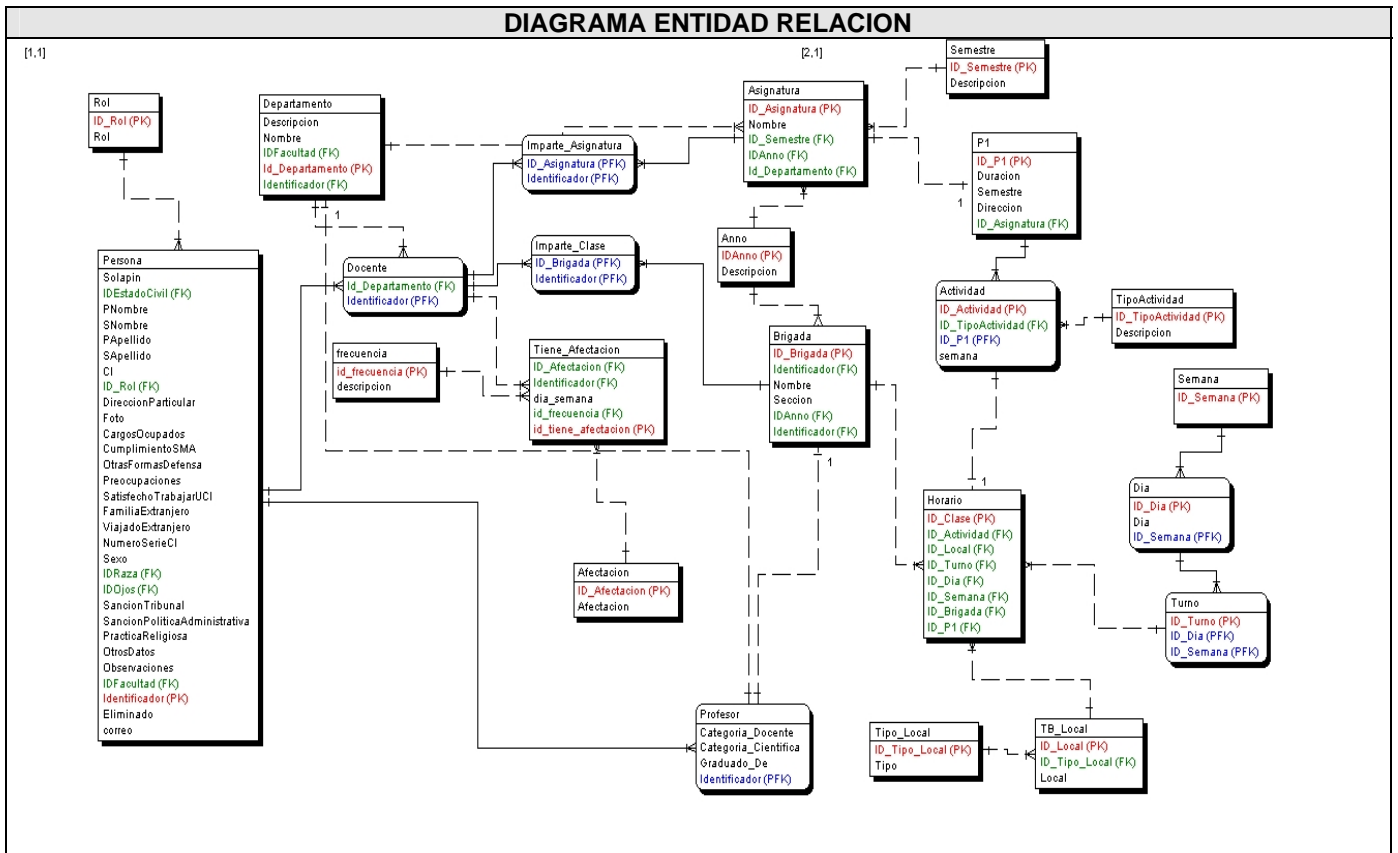 DIAGRAMA ENTIDAD RELACION
[1,1]
[2,1]
Semestre
ID_Semestre (PK)
Descripcion
Rol
ID_Rol (PK)
Rol
Departamento
Descripcion
Nombre
IDFacultad (FK)
Id_Departamento (PK)
Identificador (FK)
1
Imparte_Asignatura
ID_Asignatura (PFK)
Identificador (PFK)
Asignatura
ID_Asignatura (PK)
Nombre
ID_Semestre (FK)
IDAnno (FK)
Id_Departamento (FK)
P1
ID_P1 (PK)
Duracion
Semestre
Direccion
ID_Asignatura (FK)
1
Persona
Solapin
IDEstadoCivil (FK)
PNombre
SNombre
PApellido
SApellido
CI
ID_Rol (FK)
DireccionParticular
Foto
CargosOcupados
CumplimientoSMA
OtrasFormasDefensa
Preocupaciones
SatisfechoTrabajarUCI
FamiliaExtranjero
ViajadoExtranjero
NumeroSerieCI
Sexo
IDRaza (FK)
IDOjos (FK)
SancionTribunal
SancionPoliticaAdministrativa
PracticaReligiosa
OtrosDatos
Observaciones
IDFacultad (FK)
Identificador (PK)
Eliminado
correo
Docente
Id_Departamento (FK)
Identificador (PFK)
Imparte_Clase
ID_Brigada (PFK)
Identificador (PFK)
Anno
IDAnno (PK)
Descripcion
Actividad
ID_Actividad (PK)
ID_TipoActividad (FK)
ID_P1 (PFK)
semana
TipoActividad
ID_TipoActividad (PK)
Descripcion
frecuencia
id_frecuencia (PK)
descripcion
Tiene_Afectacion
ID_Afectacion (FK)
Identificador (FK)
dia_semana
id_frecuencia (FK)
id_tiene_afectacion (PK)
Brigada
ID_Brigada (PK)
Identificador (FK)
Nombre
Seccion
IDAnno (FK)
Identificador (FK)
1
Semana
ID_Semana (PK)
Horario
ID_Clase (PK)
ID_Actividad (FK)
ID_Local (FK)
ID_Turno (FK)
ID_Dia (FK)
ID_Semana (FK)
ID_Brigada (FK)
ID_P1 (FK)
1
Dia
ID_Dia (PK)
Dia
ID_Semana (PFK)
Afectacion
ID_Afectacion (PK)
Afectacion
Turno
ID_Turno (PK)
ID_Dia (PFK)
ID_Semana (PFK)
Profesor
Categoria_Docente
Categoria_Cientifica
Graduado_De
Identificador (PFK)
Tipo_Local
ID_Tipo_Local (PK)
Tipo
TB_Local
ID_Local (PK)
ID_Tipo_Local (FK)
Local